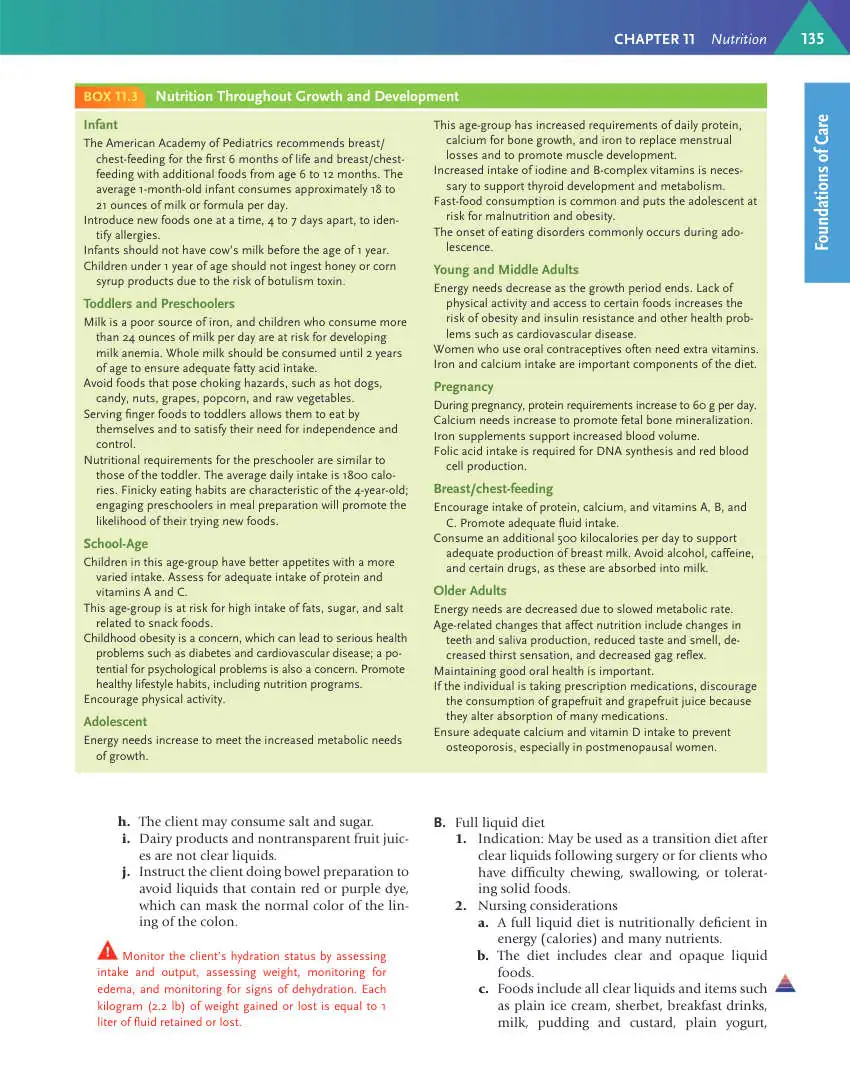 CHAPTER 11 Nutrition 135
Foundations of Care
BOX 11.3 Nutrition Throughout Growth and Development
Infant
The American Academy of Pediatrics recommends breast/
chest-feeding for the first 6 months of life and breast/chest-
feeding with additional foods from age 6 to 12 months. The
average 1-month-old infant consumes approximately 18 to
21 ounces of milk or formula per day.
Introduce new foods one at a time, 4 to 7 days apart, to iden-
tify allergies.
Infants should not have cow's milk before the age of 1 year.
Children under 1 year of age should not ingest honey or corn
syrup products due to the risk of botulism toxin.
Toddlers and Preschoolers
Milk is a poor source of iron, and children who consume more
than 24 ounces of milk per day are at risk for developing
milk anemia. Whole milk should be consumed until 2 years
of age to ensure adequate fatty acid intake.
Avoid foods that pose choking hazards, such as hot dogs,
candy, nuts, grapes, popcorn, and raw vegetables.
Serving finger foods to toddlers allows them to eat by
themselves and to satisfy their need for independence and
control.
Nutritional requirements for the preschooler are similar to
those of the toddler. The average daily intake is 1800 calo-
ries. Finicky eating habits are characteristic of the 4-year-old;
engaging preschoolers in meal preparation will promote the
likelihood of their trying new foods.
School-Age
Children in this age-group have better appetites with a more
varied intake. Assess for adequate intake of protein and
vitamins A and C.
This age-group is at risk for high intake of fats, sugar, and salt
related to snack foods.
Childhood obesity is a concern, which can lead to serious health
problems such as diabetes and cardiovascular disease; a po-
tential for psychological problems is also a concern. Promote
healthy lifestyle habits, including nutrition programs.
Encourage physical activity.
Adolescent
Energy needs increase to meet the increased metabolic needs
of growth.
This age-group has increased requirements of daily protein,
calcium for bone growth, and iron to replace menstrual
losses and to promote muscle development.
Increased intake of iodine and B-complex vitamins is neces-
sary to support thyroid development and metabolism.
Fast-food consumption is common and puts the adolescent at
risk for malnutrition and obesity.
The onset of eating disorders commonly occurs during ado-
lescence.
Young and Middle Adults
Energy needs decrease as the growth period ends. Lack of
physical activity and access to certain foods increases the
risk of obesity and insulin resistance and other health prob-
lems such as cardiovascular disease.
Women who use oral contraceptives often need extra vitamins.
Iron and calcium intake are important components of the diet.
Pregnancy
During pregnancy, protein requirements increase to 60 g per day.
Calcium needs increase to promote fetal bone mineralization.
Iron supplements support increased blood volume.
Folic acid intake is required for DNA synthesis and red blood
cell production.
Breast/chest-feeding
Encourage intake of protein, calcium, and vitamins A, B, and
C. Promote adequate fluid intake.
Consume an additional 500 kilocalories per day to support
adequate production of breast milk. Avoid alcohol, caffeine,
and certain drugs, as these are absorbed into milk.
Older Adults
Energy needs are decreased due to slowed metabolic rate.
Age-related changes that affect nutrition include changes in
teeth and saliva production, reduced taste and smell, de-
creased thirst sensation, and decreased gag reflex.
Maintaining good oral health is important.
If the individual is taking prescription medications, discourage
the consumption of grapefruit and grapefruit juice because
they alter absorption of many medications.
Ensure adequate calcium and vitamin D intake to prevent
osteoporosis, especially in postmenopausal women.
h. The client may consume salt and sugar.
i. Dairy products and nontransparent fruit juic-
es are not clear liquids.
j. Instruct the client doing bowel preparation to
avoid liquids that contain red or purple dye,
which can mask the normal color of the lin-
ing of the colon.
! Monitor the client's hydration status by assessing
intake and output, assessing weight, monitoring for
edema, and monitoring for signs of dehydration. Each
kilogram (2.2 lb) of weight gained or lost is equal to 1
liter of fluid retained or lost.
B. Full liquid diet
1. Indication: May be used as a transition diet after
clear liquids following surgery or for clients who
have difficulty chewing, swallowing, or tolerat-
ing solid foods.
2. Nursing considerations
a. A full liquid diet is nutritionally deficient in
energy (calories) and many nutrients.
b. The diet includes clear and opaque liquid
foods.
c. Foods include all clear liquids and items such
as plain ice cream, sherbet, breakfast drinks,
milk, pudding and custard, plain yogurt,